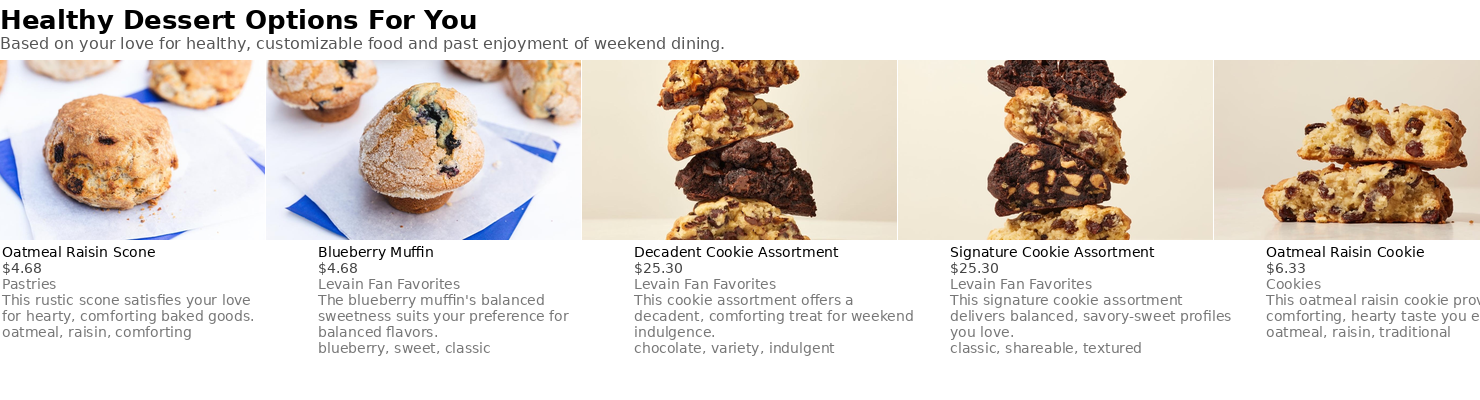 Healthy Dessert Options For You
Based on your love for healthy, customizable food and past enjoyment of weekend dining.
Oatmeal Raisin Scone
$4.68
Pastries
This rustic scone satisfies your love
for hearty, comforting baked goods.
oatmeal, raisin, comforting
Blueberry Muffin
$4.68
Levain Fan Favorites
The blueberry muffin's balanced
sweetness suits your preference for
balanced flavors.
blueberry, sweet, classic
Decadent Cookie Assortment
$25.30
Levain Fan Favorites
This cookie assortment offers a
decadent, comforting treat for weekend
indulgence.
chocolate, variety, indulgent
Signature Cookie Assortment
$25.30
Levain Fan Favorites
This signature cookie assortment
delivers balanced, savory-sweet profiles
you love.
classic, shareable, textured
Oatmeal Raisin Cookie
$6.33
Cookies
This oatmeal raisin cookie
comforting, hearty taste you
oatmeal, raisin, traditional